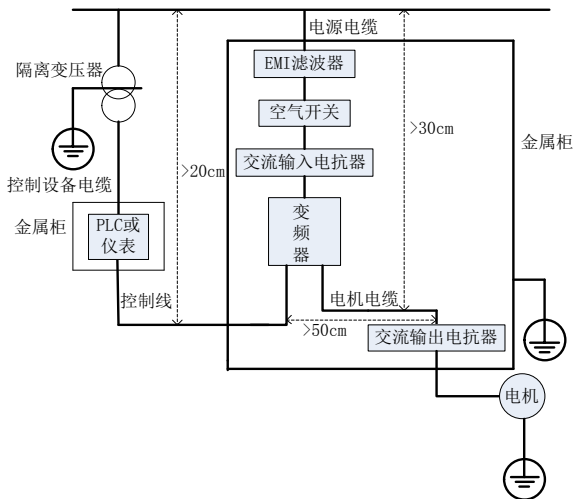 电源电缆
隔离变压器
EMI滤波器
空气开关
>30cm
金属柜
交流输入电抗器
>20cm
控制设备电缆
金属柜
PLC或
仪表
变
频
器
控制线
电机电缆
>50cm
交流输出电抗器
电机